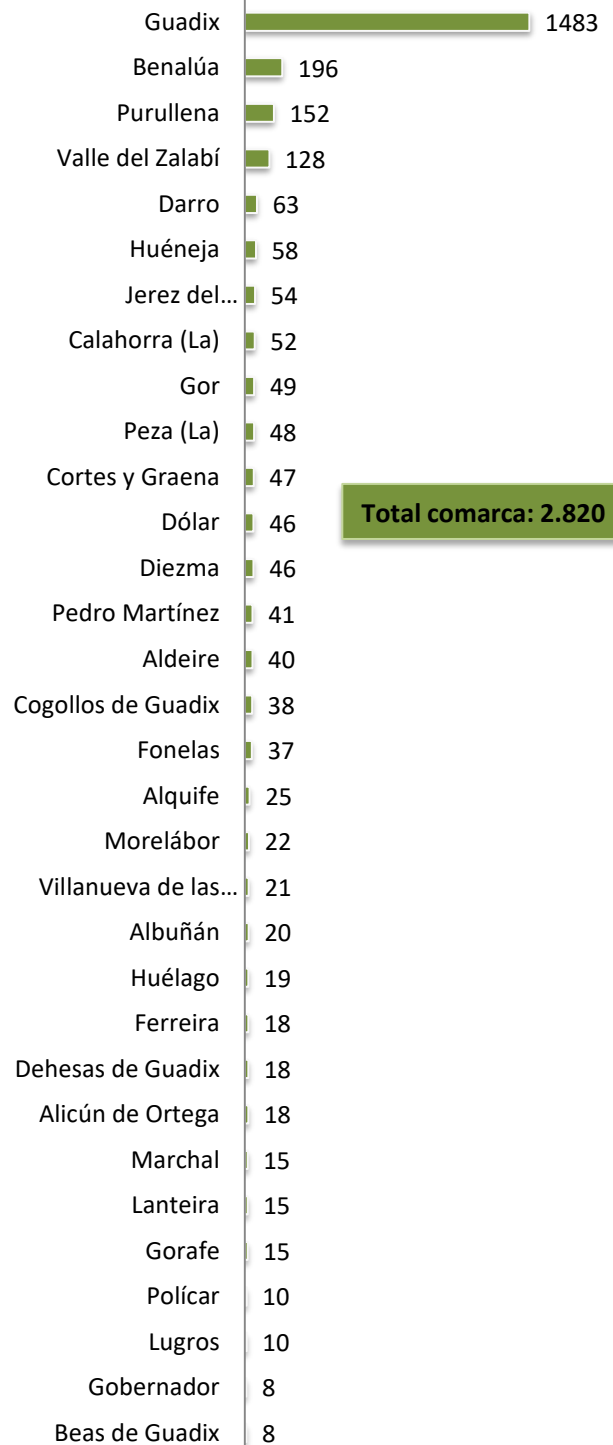 Guadix 1483
Benalúa 196
Purullena 152
Valle del Zalabí 128
Darro 63
Huéneja 58
Jerez del... 54
Calahorra (La) 52
Gor 49
Peza (La) 48
Cortes y Graena 47
Total comarca: 2.820
Dólar 46
Diezma 46
Pedro Martínez 41
Aldeire 40
Cogollos de Guadix 38
Fonelas 37
Alquife 25
Morelábor 22
Villanueva de las... 21
Albuñán 20
Huélago 19
Ferreira 18
Dehesas de Guadix 18
Alicún de Ortega 18
Marchal 15
Lanteira 15
Gorafe 15
Polícar 10
Lugros 10
Gobernador 8
Beas de Guadix 8